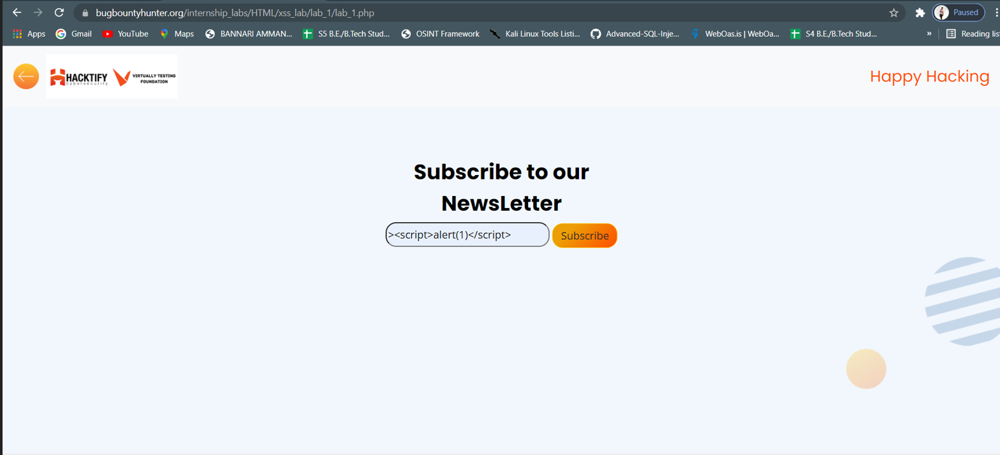 bugbountyhunter.org/internship_labs/HTML/xss_lab/lab_1/lab_1.php
Paused
Apps Gmail YouTube Maps BANNARI AMMAN... S5 B.E./B.Tech Stud... OSINT Framework Kali Linux Tools Listi... Advanced-SQL-Inje... WebOas.is | WebOa... S4 B.E./B.Tech Stud... » Reading lis
HACKTIFY
cybersecurity
VIRTUALLY TESTING
FOUNDATION
Happy Hacking
Subscribe to our
NewsLetter
><script>alert(1)</script>
Subscribe